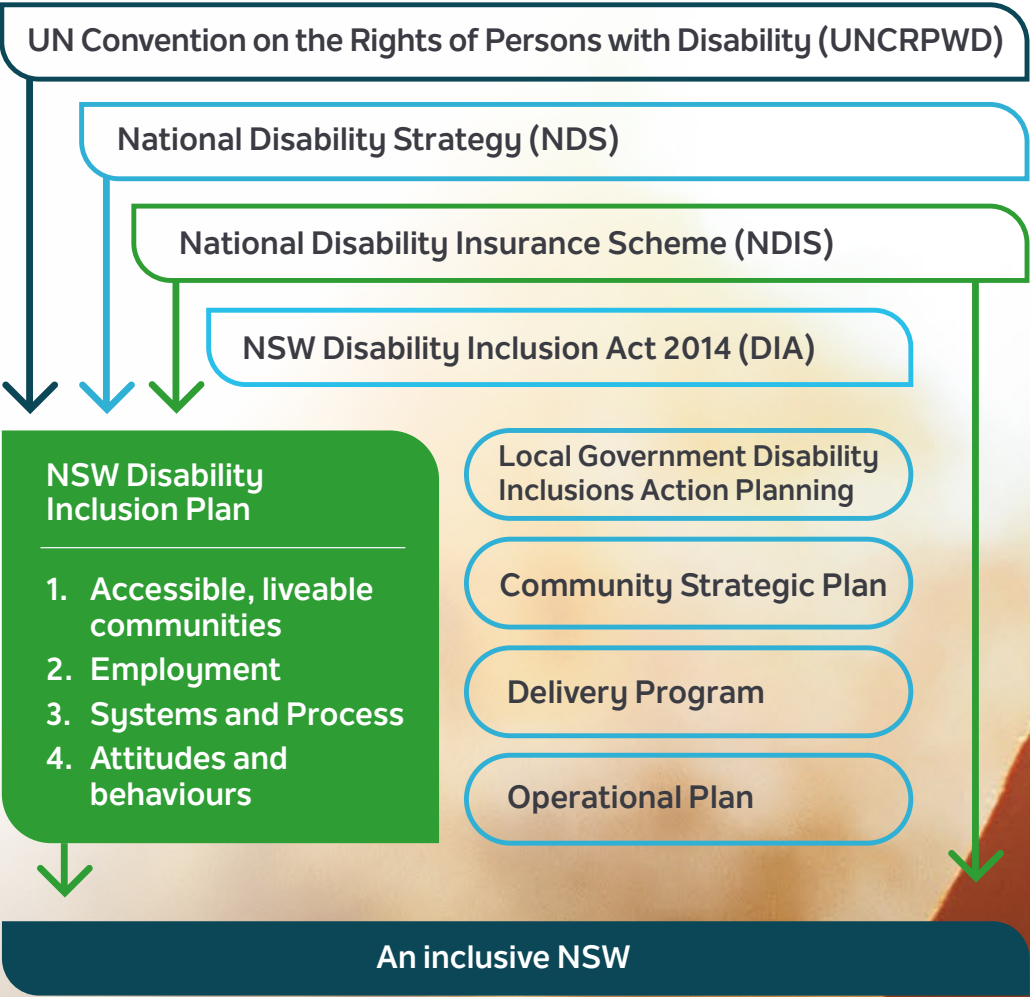 UN Convention on the Rights of Persons with Disability (UNCRPWD)
National Disability Strategy (NDS)
National Disability Insurance Scheme (NDIS)
NSW Disability Inclusion Act 2014 (DIA)
NSW Disability
Inclusion Plan
1. Accessible, liveable
communities
2. Employment
3. Systems and Process
4. Attitudes and
behaviours
Local Government Disability
Inclusions Action Planning
Community Strategic Plan
Delivery Program
Operational Plan
An inclusive NSW